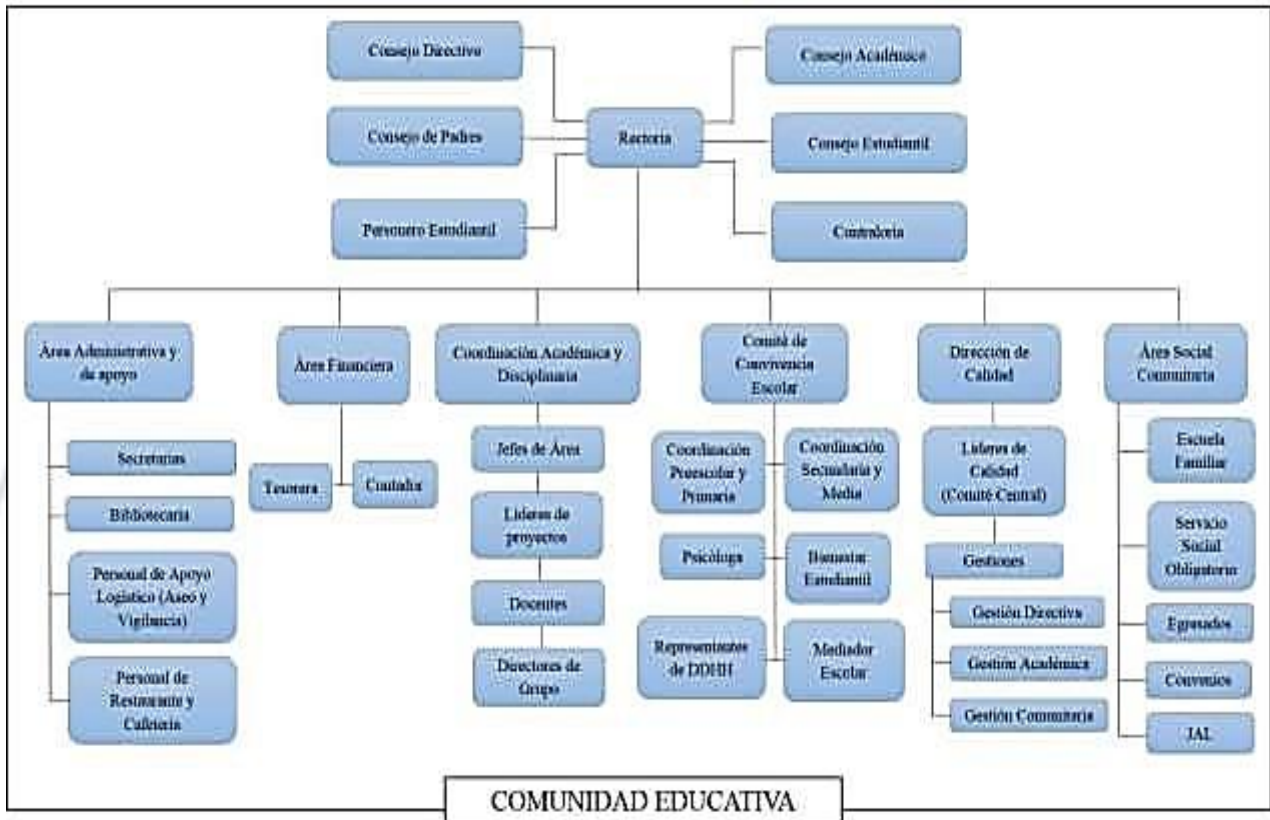 Consejo Directivo
Consejo Académico
Consejo de Padres
Rectoría
Consejo Estudiantil
Personero Estudiantil
Contraloría
Área Administrativa y
de apoyo
Área Financiera
Coordinación Académica y
Disciplinaria
Comité de
Convivencia
Escolar
Dirección de
Calidad
Área Social
Comunitaria
Secretarias
Bibliotecaria
Personal de Apoyo
Logístico (Aseo y
Vigilancia)
Personal de
Restaurante y
Cafetería
Tesorera
Jefes de Área
Líderes de
proyectos
Docentes
Directores de
Grupo
Coordinación
Preescolar y
Primaria
Coordinación
Secundaria y
Media
Psicóloga
Bienestar
Estudiantil
Representantes
de DDHH
Mediador
Escolar
Líderes de
Calidad
(Comité Central)
Gestiones
Gestión Directiva
Gestión Académica
Gestión Comunitaria
Escuela
Familiar
Servicio
Social
Obligatorio
Egresados
Convenios
JAL
COMUNIDAD EDUCATIVA